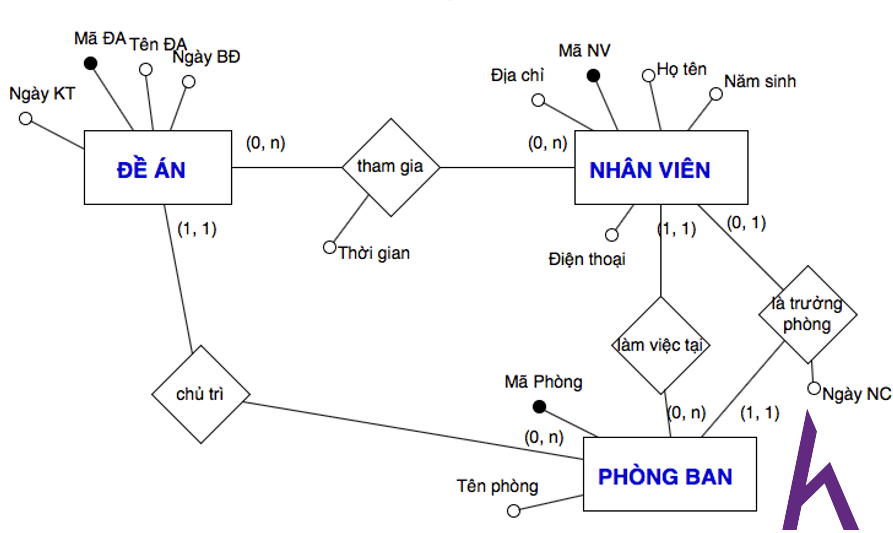 Mã ĐA
Tên ĐA
Ngày BĐ
Ngày KT
Mã NV
Họ tên
Địa chỉ
Năm sinh
(0, n)
(0, n)
ĐỀ ÁN
tham gia
NHÂN VIÊN
(1, 1)
(1, 1)
(0, 1)
Thời gian
Điện thoại
là trưởng
phòng
làm việc tại
chủ trì
Mã Phòng
Ngày NC
(0, n)
(1, 1)
(0, n)
PHÒNG BAN
Tên phòng